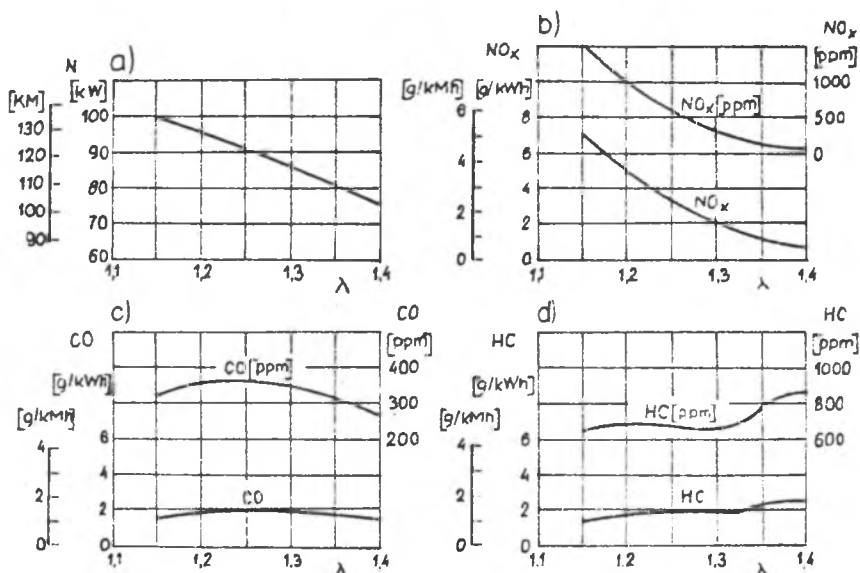 a)
N
[KM] [kW]
130 100
120 90
110 80
100 70
90 60
1,1 1,2 1,3 1,4
λ
b)
NOx NOx
[g/kMh] [g/kWh] [ppm]
1000
6 8 500
4 6 0
4
2 2
0 0
NOx [ppm]
NOx
1,1 1,2 1,3 1,4
λ
c)
CO CO
[g/kWh] [ppm]
[g/kMh]
400
300
6 200
4 4
2 2
0 0
CO [ppm]
CO
1,1 1,2 1,3 1,4
λ
d)
HC HC
[g/kWh] [ppm]
[g/kMh]
1000
800
6 600
4 4
2 2
0 0
HC [ppm]
HC
1.1 1,2 1,3 1,4
λ